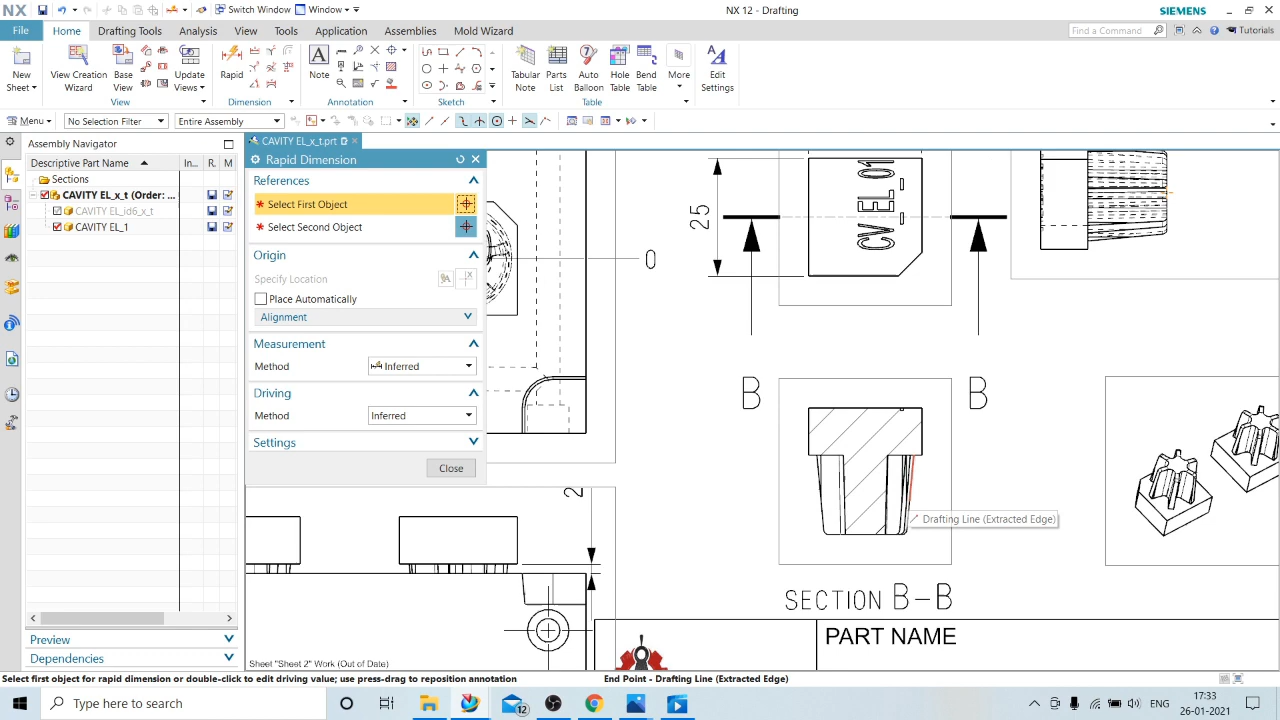 NX
Switch Window
Window
NX 12 - Drafting
SIEMENS
File
Home
Drafting Tools
Analysis
View
Tools
Application
Assemblies
Mold Wizard
Find a Command
Tutorials
New
Sheet
View Creation
Wizard
Base
View
Update
Views
View
Rapid
Dimension
Note
Annotation
Sketch
Tabular
Note
Parts
List
Auto
Balloon
Hole
Table
Bend
Table
More
Table
Edit
Settings
Menu
No Selection Filter
Entire Assembly
Assembly Navigator
CAVITY EL_x_t.prt
Descriptive Part Name
In...
R.
M
Sections
CAVITY EL_x_t (Order: ...
CAVITY EL_id6_x_t
CAVITY EL_1
Preview
Dependencies
Rapid Dimension
References
* Select First Object
* Select Second Object
Origin
Specify Location
Place Automatically
Alignment
Measurement
Method
Inferred
Driving
Method
Inferred
Settings
Close
0
25
CV_EL_01
B
B
Drafting Line (Extracted Edge)
SECTION B-B
2
PART NAME
Sheet "Sheet 2" Work (Out of Date)
Select first object for rapid dimension or double-click to edit driving value; use press-drag to reposition annotation
End Point - Drafting Line (Extracted Edge)
Type here to search
12
ENG
17:33
26-01-2021